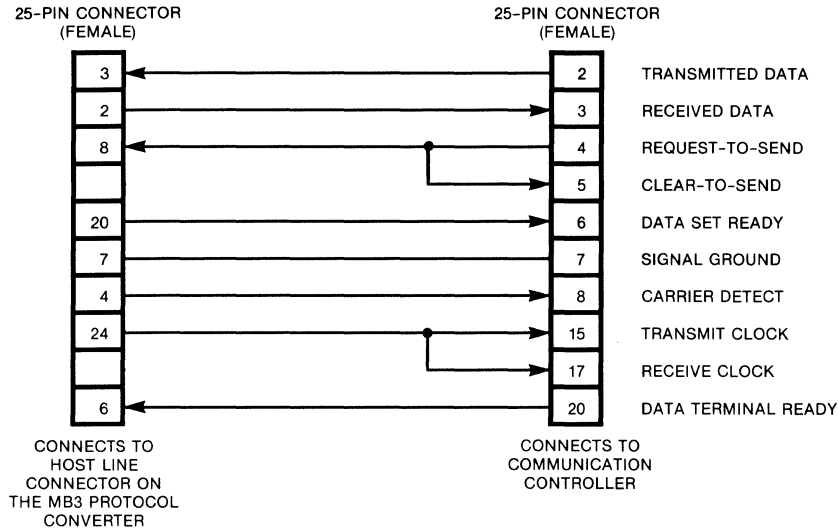 25-PIN CONNECTOR
(FEMALE)
25-PIN CONNECTOR
(FEMALE)
3 2 TRANSMITTED DATA
2 3 RECEIVED DATA
8 4 REQUEST-TO-SEND
5 CLEAR-TO-SEND
20 6 DATA SET READY
7 7 SIGNAL GROUND
4 8 CARRIER DETECT
24 15 TRANSMIT CLOCK
17 RECEIVE CLOCK
6 20 DATA TERMINAL READY
CONNECTS TO
HOST LINE
CONNECTOR ON
THE MB3 PROTOCOL
CONVERTER
CONNECTS TO
COMMUNICATION
CONTROLLER